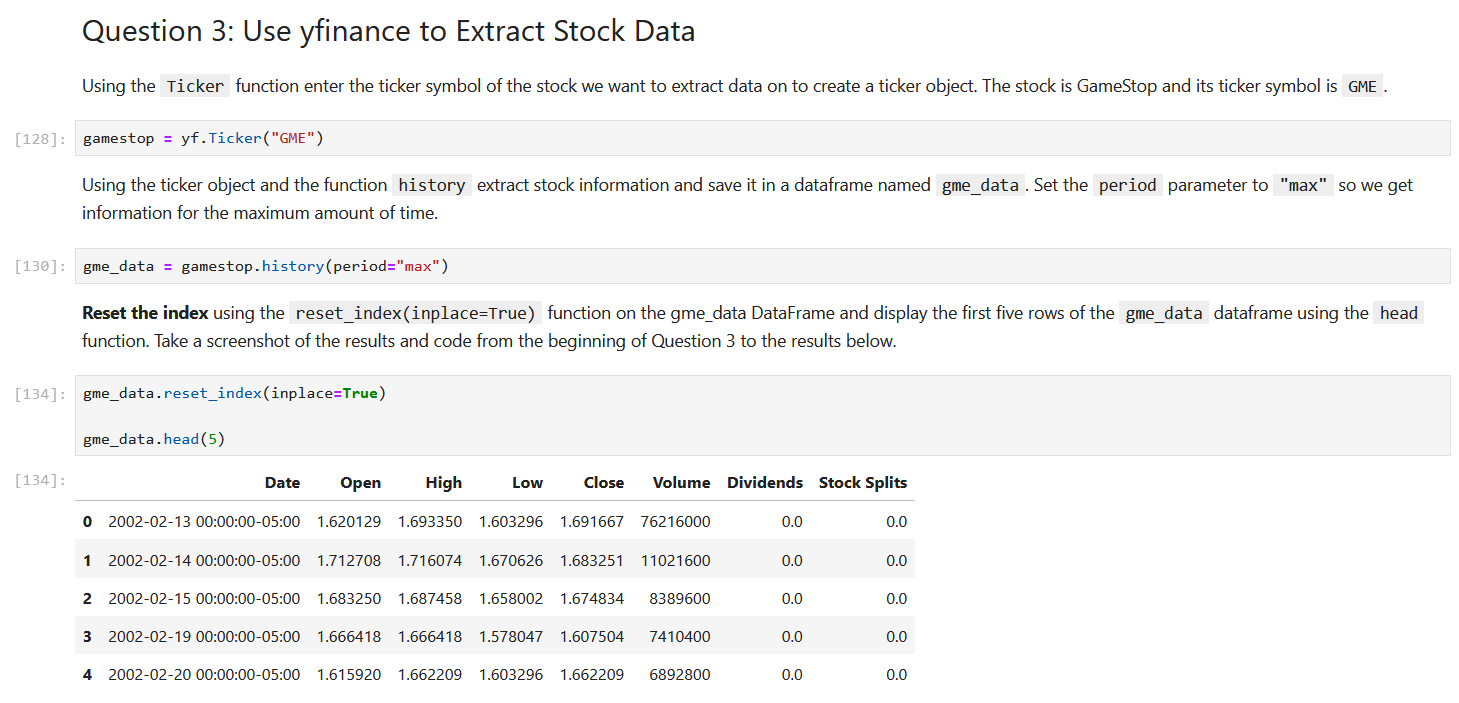 Question 3: Use yfinance to Extract Stock Data
Using the Ticker function enter the ticker symbol of the stock we want to extract data on to create a ticker object. The stock is GameStop and its ticker symbol is GME .
[128]: gamestop = yf.Ticker("GME")
Using the ticker object and the function history extract stock information and save it in a dataframe named gme_data . Set the period parameter to "max" so we get
information for the maximum amount of time.
[130]: gme_data = gamestop.history(period="max")
Reset the index using the reset_index(inplace=True) function on the gme_data DataFrame and display the first five rows of the gme_data dataframe using the head
function. Take a screenshot of the results and code from the beginning of Question 3 to the results below.
[134]: gme_data.reset_index(inplace=True)
gme_data.head(5)
[134]: Date Open High Low Close Volume Dividends Stock Splits
0 2002-02-13 00:00:00-05:00 1.620129 1.693350 1.603296 1.691667 76216000 0.0 0.0
1 2002-02-14 00:00:00-05:00 1.712708 1.716074 1.670626 1.683251 11021600 0.0 0.0
2 2002-02-15 00:00:00-05:00 1.683250 1.687458 1.658002 1.674834 8389600 0.0 0.0
3 2002-02-19 00:00:00-05:00 1.666418 1.666418 1.578047 1.607504 7410400 0.0 0.0
4 2002-02-20 00:00:00-05:00 1.615920 1.662209 1.603296 1.662209 6892800 0.0 0.0